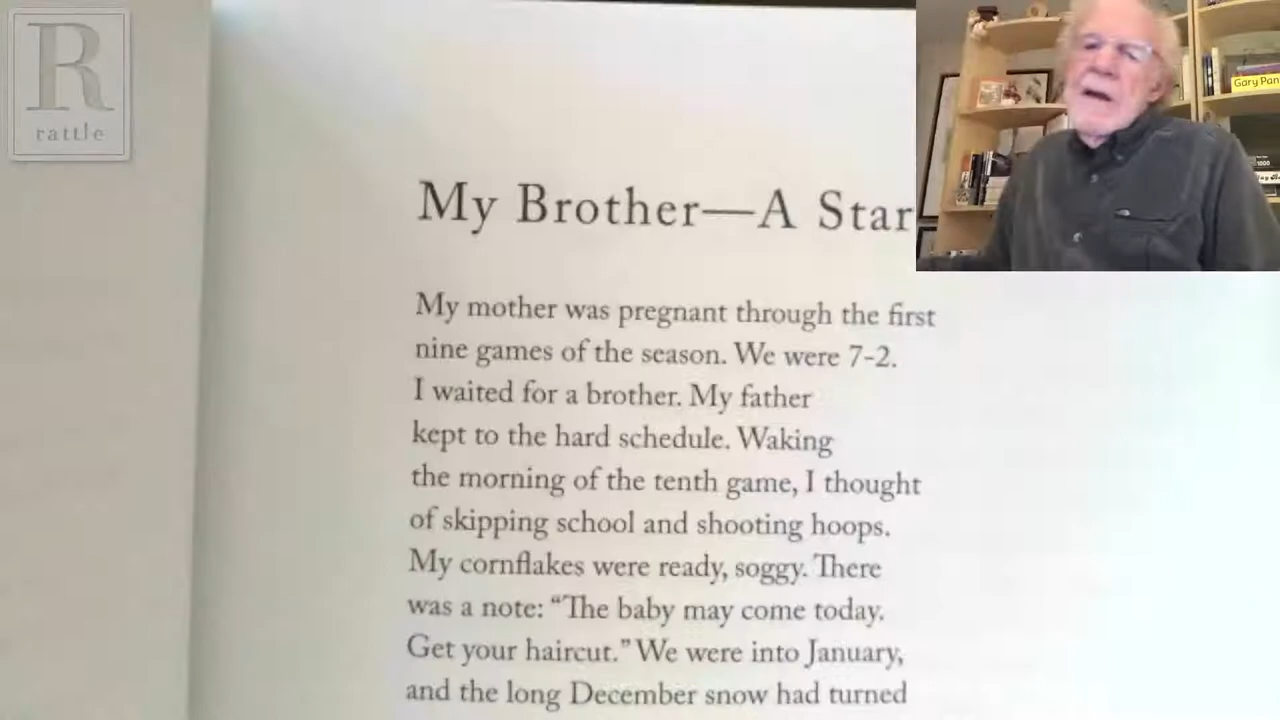 R
rattle
My Brother—A Star
My mother was pregnant through the first
nine games of the season. We were 7-2.
I waited for a brother. My father
kept to the hard schedule. Waking
the morning of the tenth game, I thought
of skipping school and shooting hoops.
My cornflakes were ready, soggy. There
was a note: “The baby may come today.
Get your haircut.” We were into January,
and the long December snow had turned
Gary Pan
1000